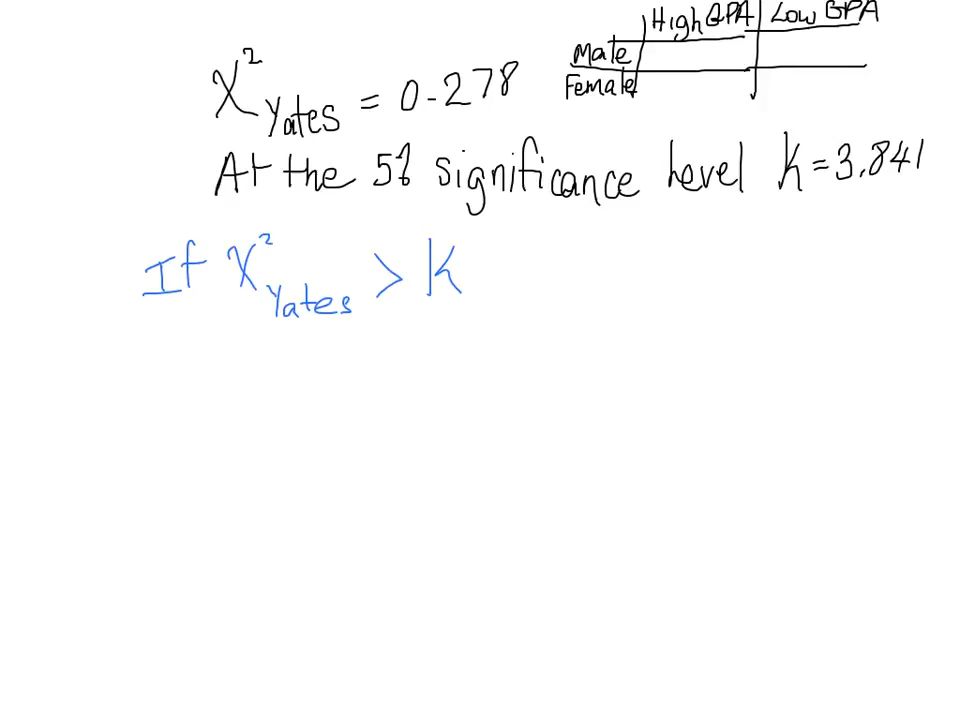 High GPA Low GPA
Male
Female
X²Yates = 0.278
At the 5% significance level K = 3.841
If X²Yates > K